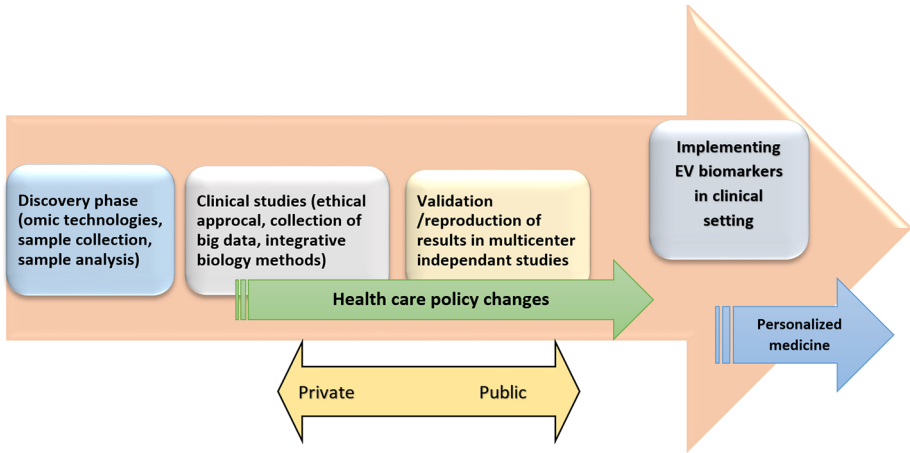 Discovery phase
(omic technologies,
sample collection,
sample analysis)
Clinical studies (ethical
approcal, collection of
big data, integrative
biology methods)
Validation
/reproduction of
results in multicenter
independant studies
Implementing
EV biomarkers
in clinical
setting
Health care policy changes
Personalized
medicine
Private
Public